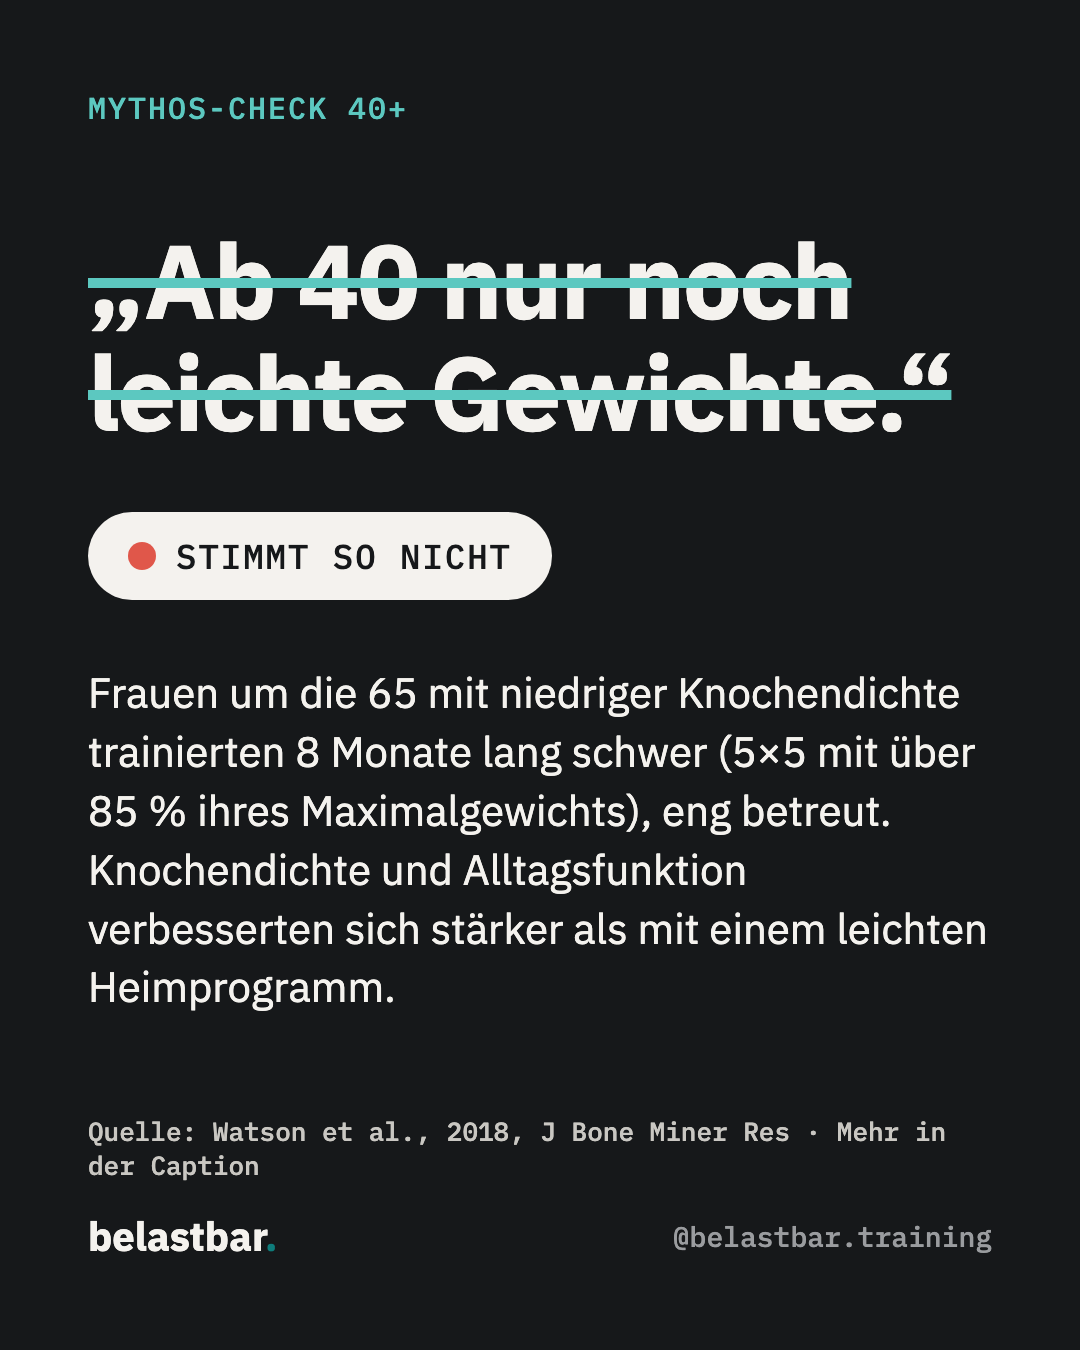 MYTHOS-CHECK 40+
„Ab 40 nur noch
leichte Gewichte.“
STIMMT SO NICHT
Frauen um die 65 mit niedriger Knochendichte
trainierten 8 Monate lang schwer (5×5 mit über
85 % ihres Maximalgewichts), eng betreut.
Knochendichte und Alltagsfunktion
verbesserten sich stärker als mit einem leichten
Heimprogramm.
Quelle: Watson et al., 2018, J Bone Miner Res · Mehr in
der Caption
belastbar.
@belastbar.training